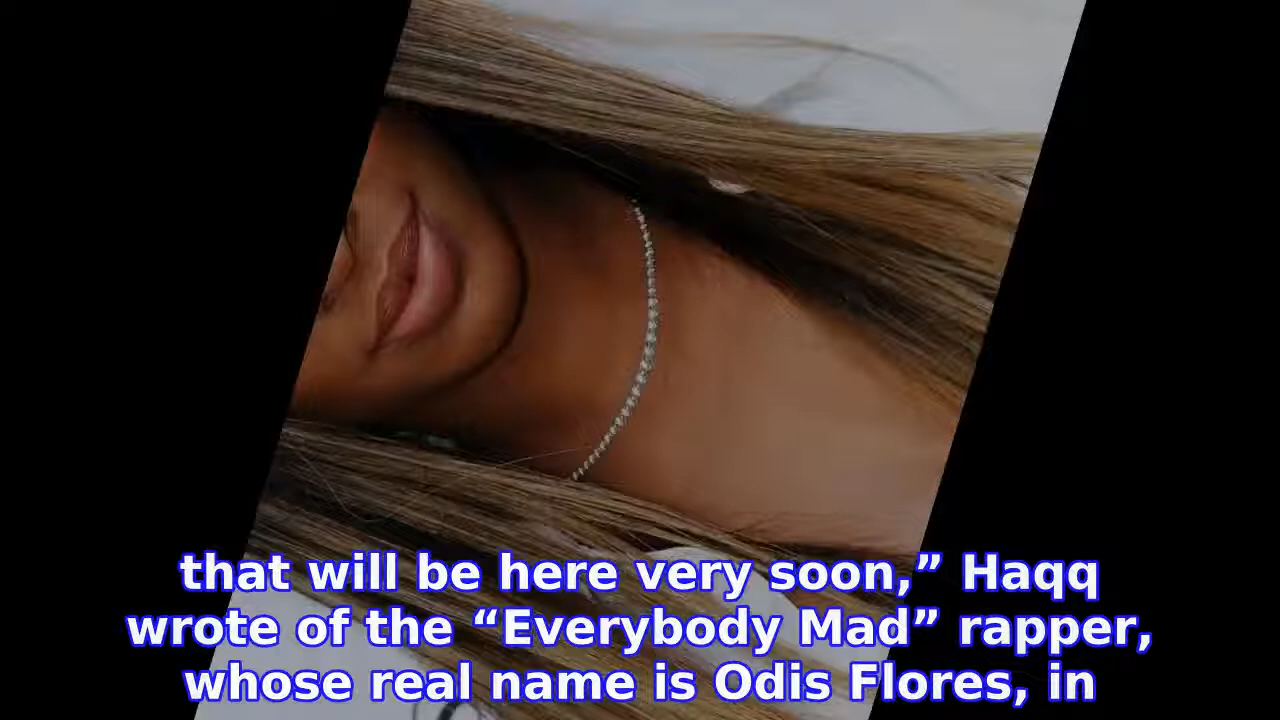 that will be here very soon,” Haqq
wrote of the “Everybody Mad” rapper,
whose real name is Odis Flores, in